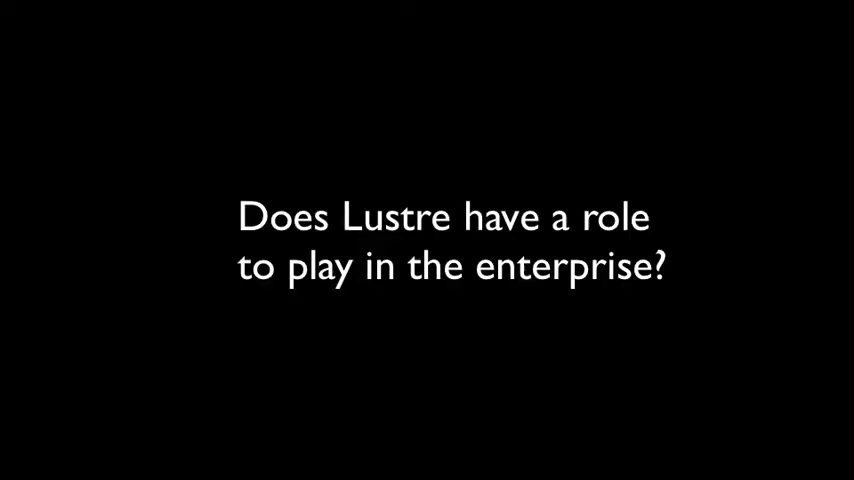 Does Lustre have a role
to play in the enterprise?